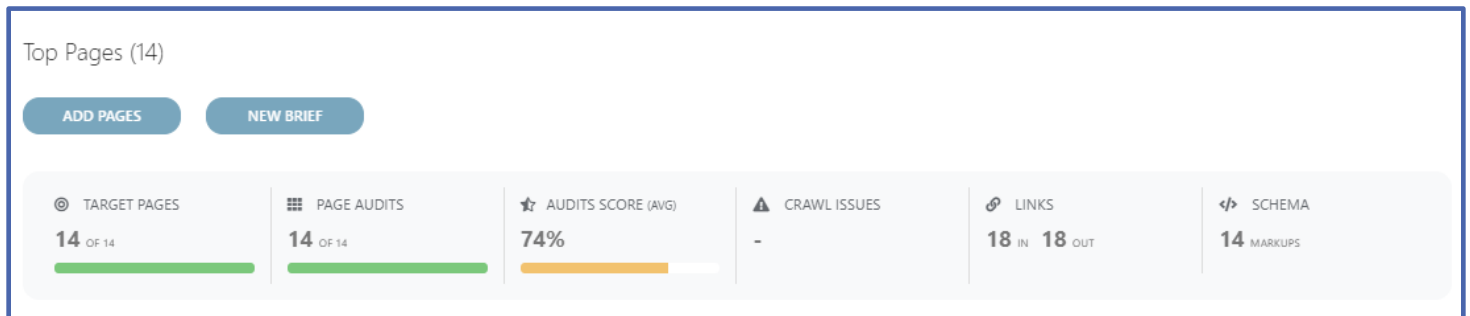 Top Pages (14)
ADD PAGES NEW BRIEF
TARGET PAGES PAGE AUDITS AUDITS SCORE (AVG) CRAWL ISSUES LINKS SCHEMA
14 OF 14 14 OF 14 74% - 18 IN 18 OUT 14 MARKUPS